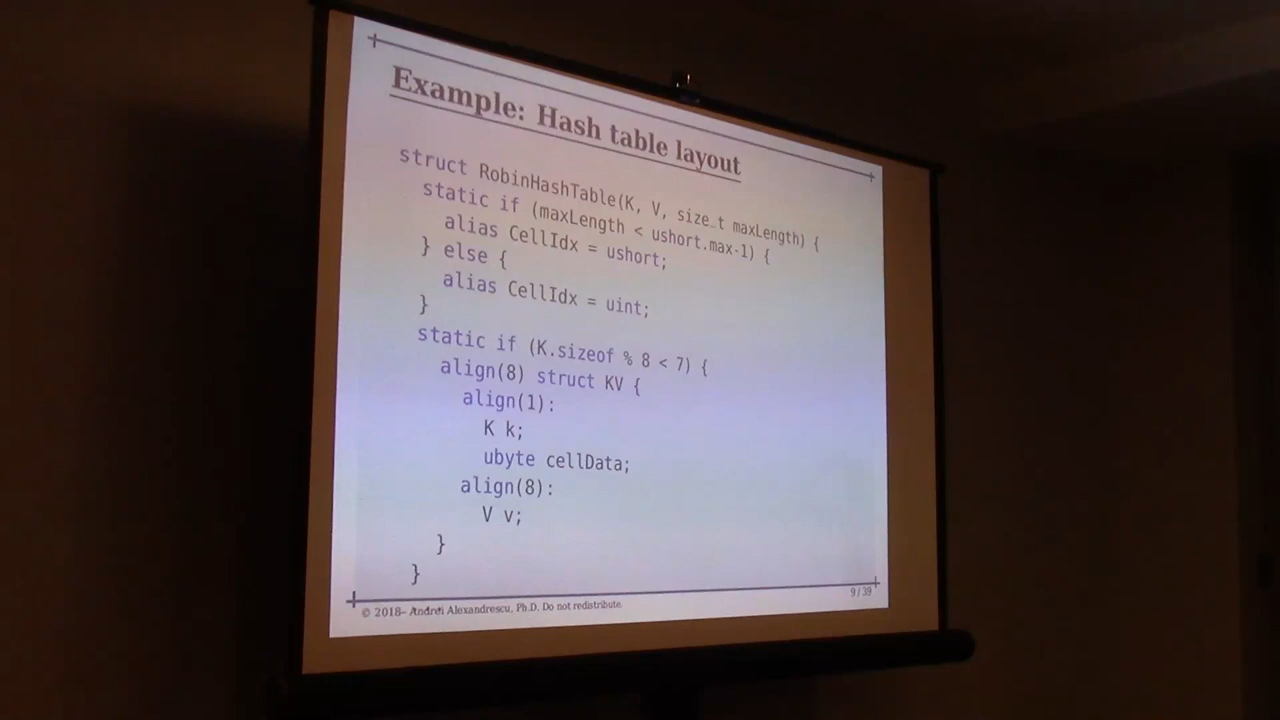 Example: Hash table layout
struct RobinHashTable(K, V, size_t maxLength) {
static if (maxLength < ushort.max-1) {
alias CellIdx = ushort;
} else {
alias CellIdx = uint;
}
static if (K.sizeof % 8 < 7) {
align(8) struct KV {
align(1):
K k;
ubyte cellData;
align(8):
V v;
}
}
© 2018– Andrei Alexandrescu, Ph.D. Do not redistribute.
9 / 39